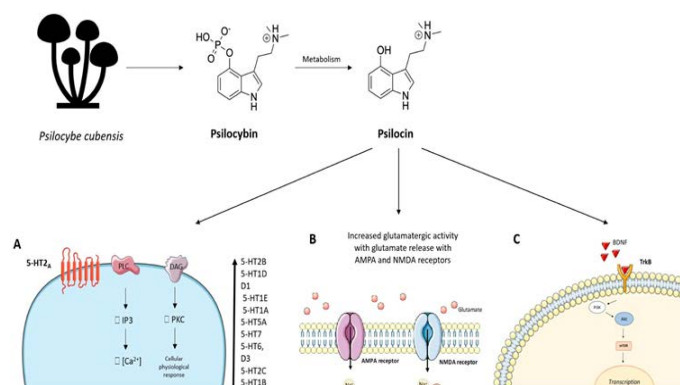 HO
O⁻
P
O
O
H
N
N
H
Metabolism
OH
H
N
N
H
Psilocybe cubensis
Psilocybin
Psilocin
A
5-HT2A
PLC
DAG
IP3
PKC
[Ca²⁺]
Cellular
physiological
response
5-HT2B
5-HT1D
D1
5-HT1E
5-HT1A
5-HT5A
5-HT7
5-HT6,
D3
5-HT2C
5-HT1B
B
Increased glutamatergic activity
with glutamate release with
AMPA and NMDA receptors
Glutamate
AMPA receptor
NMDA receptor
C
BDNF
TrkB
Transcription